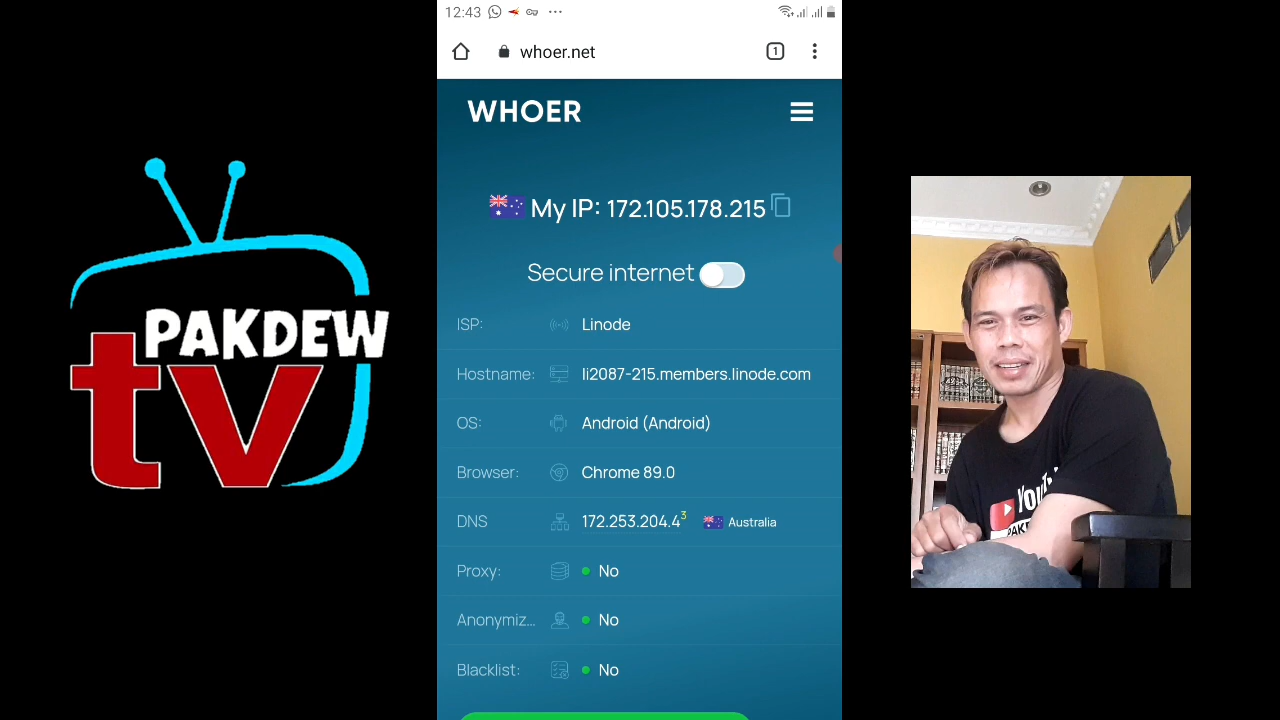 PAKDEW
tv
12:43
whoer.net
1
WHOER
My IP: 172.105.178.215
Secure internet
ISP: Linode
Hostname: li2087-215.members.linode.com
OS: Android (Android)
Browser: Chrome 89.0
DNS 172.253.204.4 3 Australia
Proxy: No
Anonymiz... No
Blacklist: No
YouT
PAK